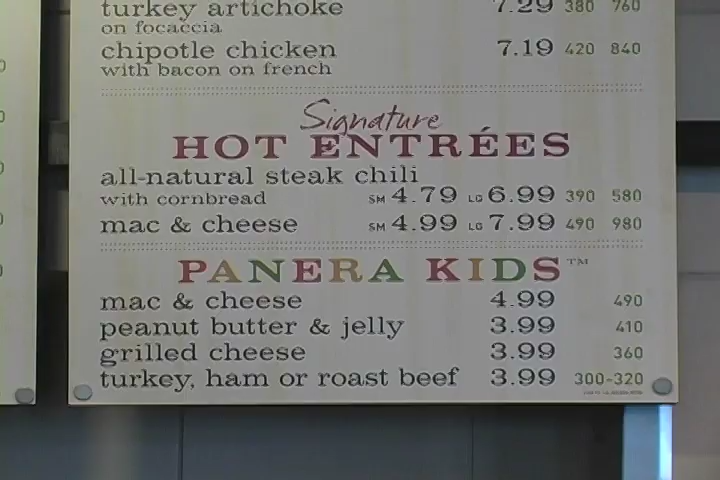 turkey artichoke 7.29 380 760
on focaccia
chipotle chicken 7.19 420 840
with bacon on french
Signature
HOT ENTRÉES
all-natural steak chili
with cornbread SM 4.79 LG 6.99 390 580
mac & cheese SM 4.99 LG 7.99 490 980
PANERA KIDS™
mac & cheese 4.99 490
peanut butter & jelly 3.99 410
grilled cheese 3.99 360
turkey, ham or roast beef 3.99 300-320